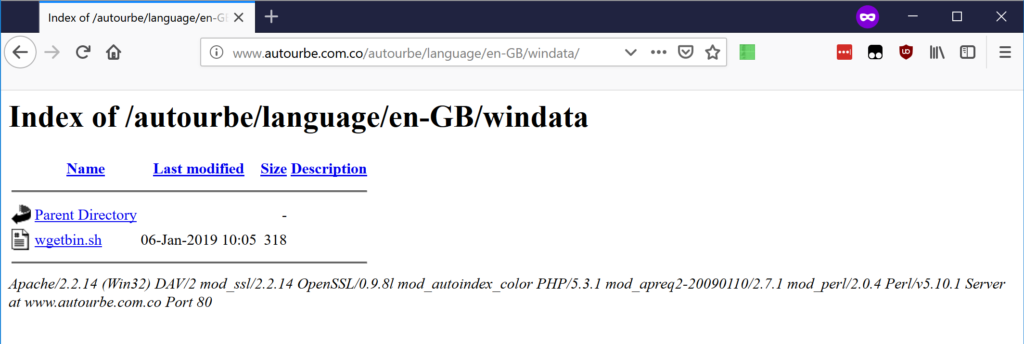 Index of /autourbe/language/en-GB
www.autourbe.com.co/autourbe/language/en-GB/windata/
Index of /autourbe/language/en-GB/windata
Name Last modified Size Description
Parent Directory -
wgetbin.sh 06-Jan-2019 10:05 318
Apache/2.2.14 (Win32) DAV/2 mod_ssl/2.2.14 OpenSSL/0.9.8l mod_autoindex_color PHP/5.3.1 mod_apreq2-20090110/2.7.1 mod_perl/2.0.4 Perl/v5.10.1 Server
at www.autourbe.com.co Port 80